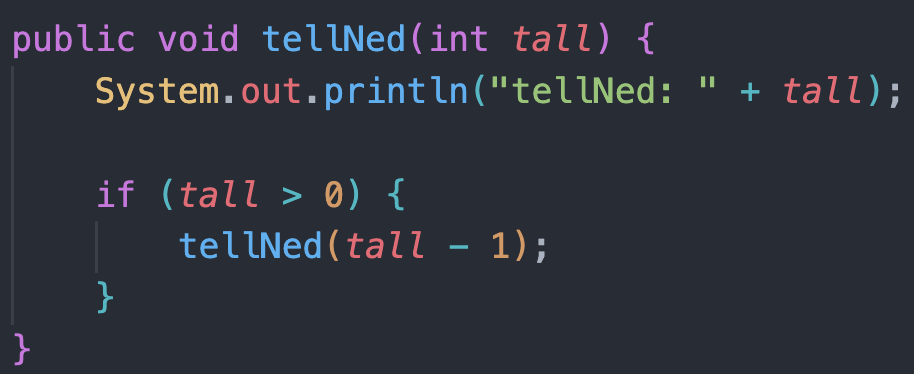 public void tellNed(int tall) {
    System.out.println("tellNed: " + tall);

    if (tall > 0) {
        tellNed(tall - 1);
    }
}